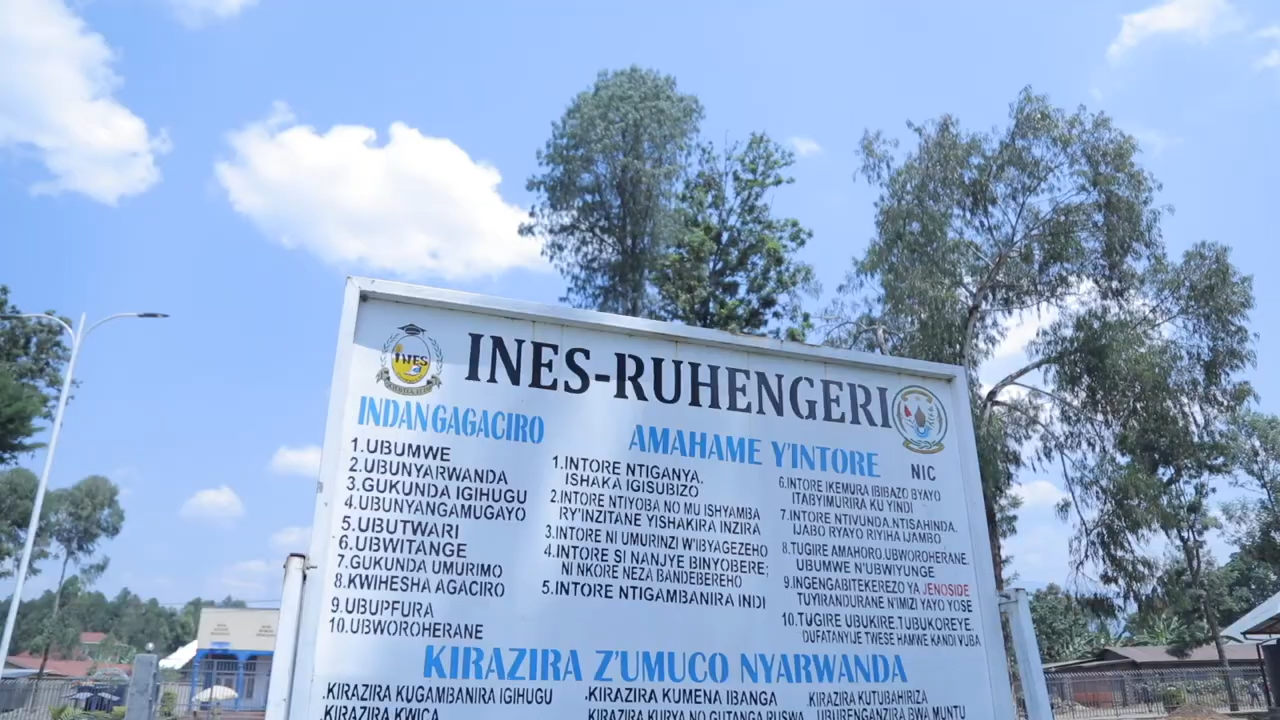 INES-RUHENGERI
INES
NIC
INDANGAGACIRO
1.UBUMWE
2.UBUNYARWANDA
3.GUKUNDA IGIHUGU
4.UBUNYANGAMUGAYO
5.UBUTWARI
6.UBWITANGE
7.GUKUNDA UMURIMO
8.KWIHESHA AGACIRO
9.UBUPFURA
10.UBWOROHERANE
AMAHAME Y'INTORE
1.INTORE NTIGANYA.
ISHAKA IGISUBIZO
2.INTORE NTIYOBA NO MU ISHYAMBA
RY'INZITANE YISHAKIRA INZIRA
3.INTORE NI UMURINZI W'IBYAGEZEHO
4.INTORE SI NANJYE BINYOBERE;
NI NKORE NEZA BANDEBEREHO
5.INTORE NTIGAMBANIRA INDI
6.INTORE IKEMURA IBIBAZO BYAYO
ITABYIMURIRA KU YINDI
7.INTORE NTIVUNDA.NTISAHINDA.
IJABO RYAYO RIYIHA IJAMBO
8.TUGIRE AMAHORO.UBWOROHERANE.
UBUMWE N'UBWIYUNGE
9.INGENGABITEKEREZO YA JENOSIDE
TUYIRANDURANE N'IMIZI YAYO YOSE
10.TUGIRE UBUKIRE.TUBUKOREYE.
DUFATANYIJE TWESE HAMWE KANDI VUBA
KIRAZIRA Z'UMUCO NYARWANDA
.KIRAZIRA KUGAMBANIRA IGIHUGU
.KIRAZIRA KWICA
.KIRAZIRA KUMENA IBANGA
.KIRAZIRA KURYA NO GUTANGA RUSWA
.KIRAZIRA KUTUBAHIRIZA
UBURENGANZIRA BWA MUNTU